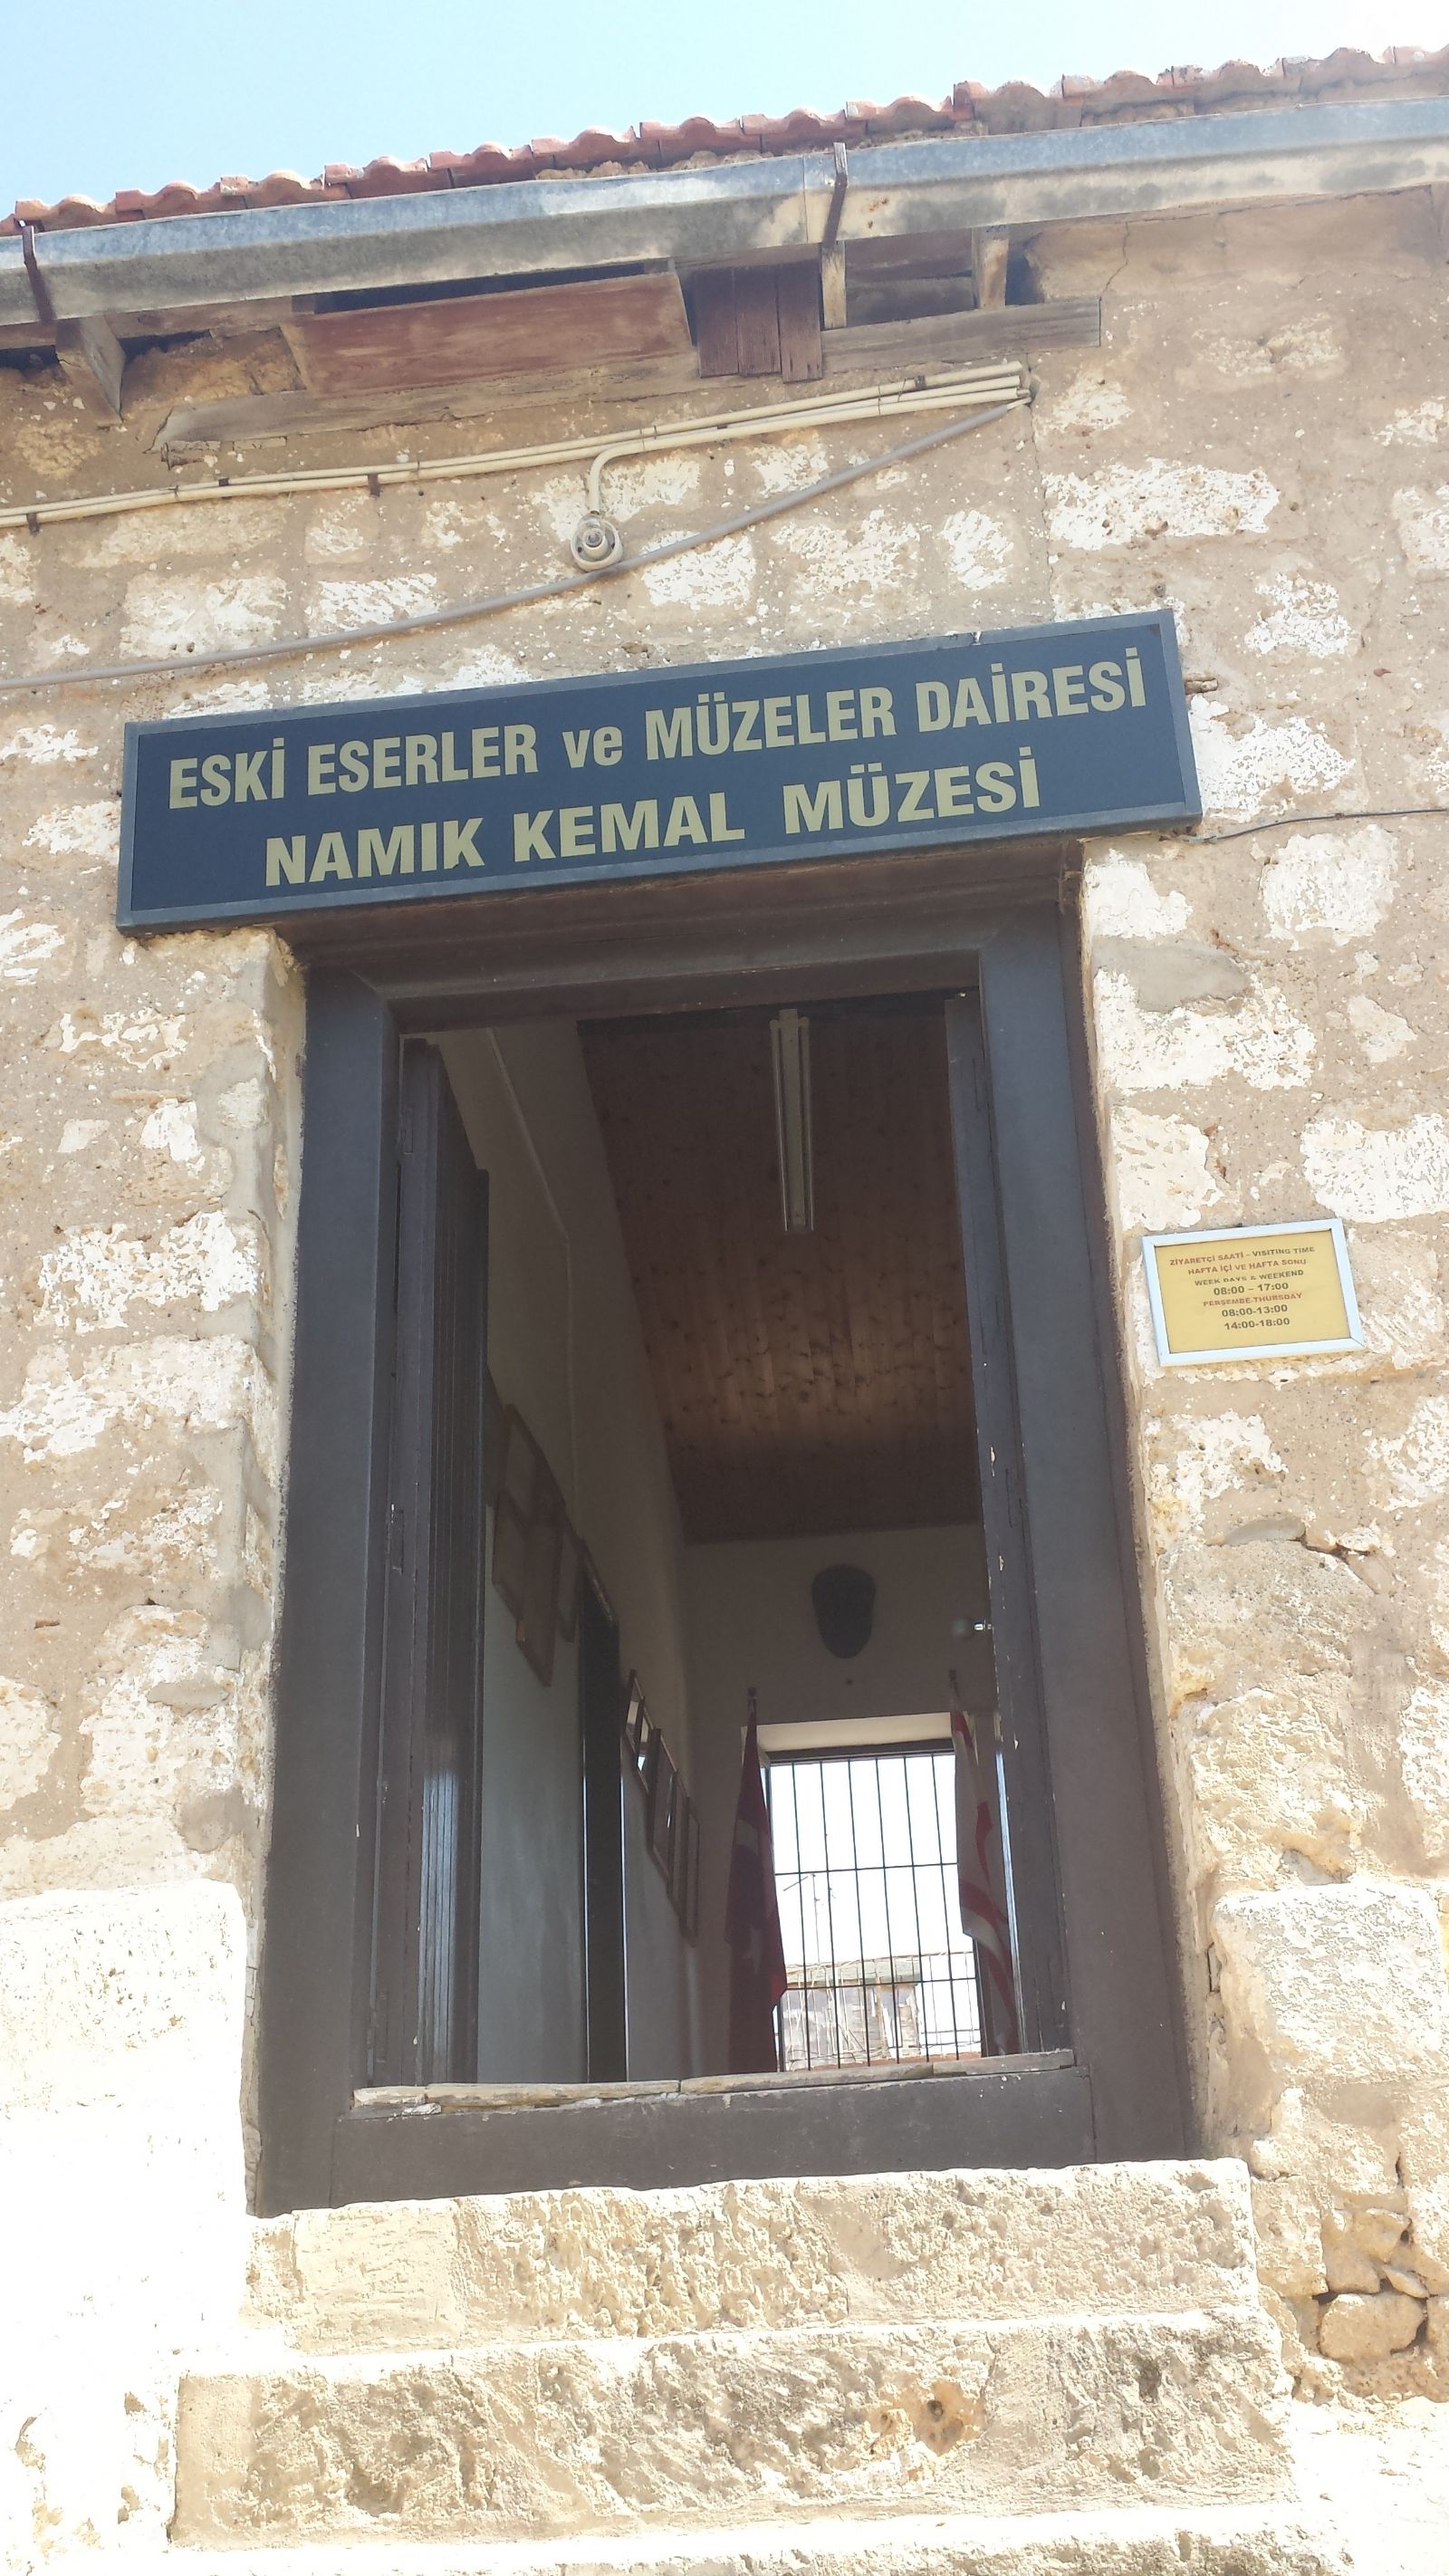 ESKİ ESERLER ve MÜZELER DAİRESİ
NAMIK KEMAL MÜZESİ
ZİYARETÇİ SAATİ – VISITING TIME
HAFTA İÇİ VE HAFTA SONU
WEEK DAYS & WEEKEND
08:00 – 17:00
PERŞEMBE-THURSDAY
08:00-13:00
14:00-18:00